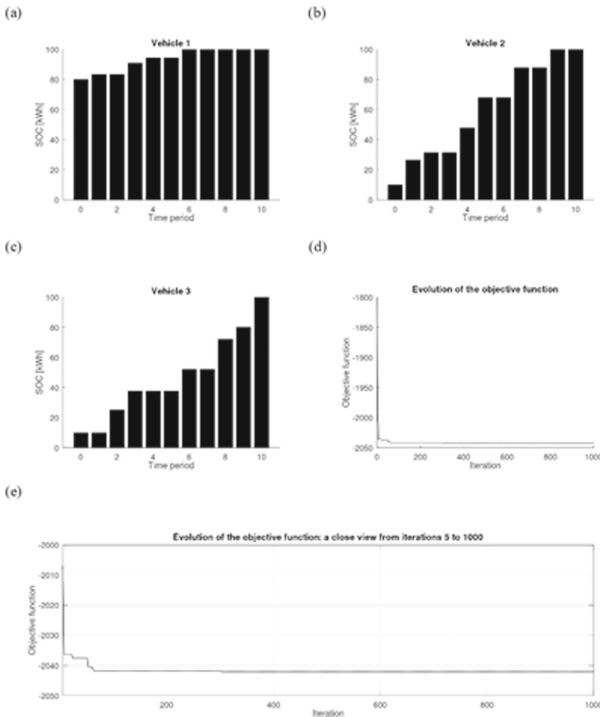 (a)
Vehicle 1
SOC [kWh]
100
80
60
40
20
0
0 2 4 6 8 10
Time period
(b)
Vehicle 2
SOC [kWh]
100
80
60
40
20
0
0 2 4 6 8 10
Time period
(c)
Vehicle 3
SOC [kWh]
100
80
60
40
20
0
0 2 4 6 8 10
Time period
(d)
Evolution of the objective function
Objective function
-1800
-1850
-1900
-1950
-2000
-2050
0 200 400 600 800 1000
Iteration
(e)
Evolution of the objective function: a close view from iterations 5 to 1000
Objective function
-2000
-2010
-2020
-2030
-2040
-2050
200 400 600 800 1000
Iteration